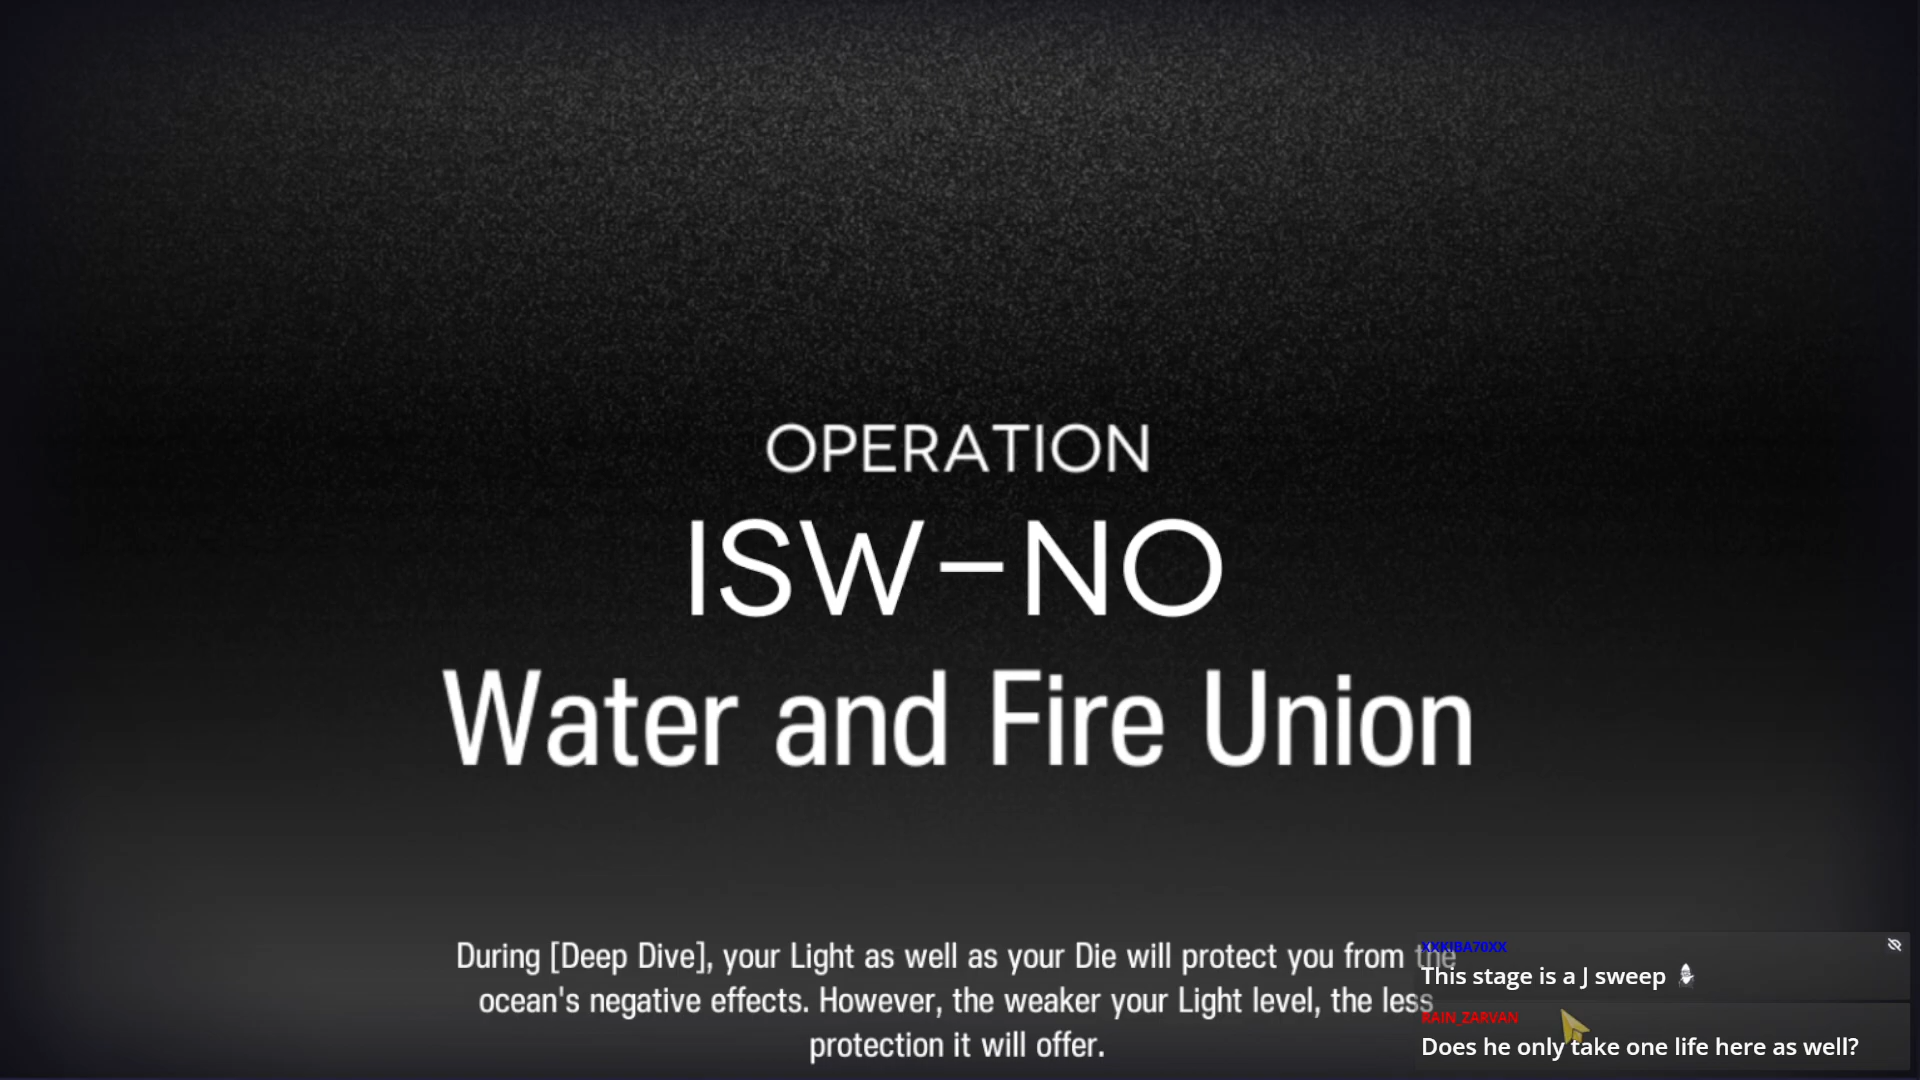 OPERATION
ISW-NO
Water and Fire Union
During [Deep Dive], your Light as well as your Die will protect you from the
ocean's negative effects. However, the weaker your Light level, the less
protection it will offer.
XXKIBA70XX
This stage is a J sweep
RAIN_ZARVAN
Does he only take one life here as well?